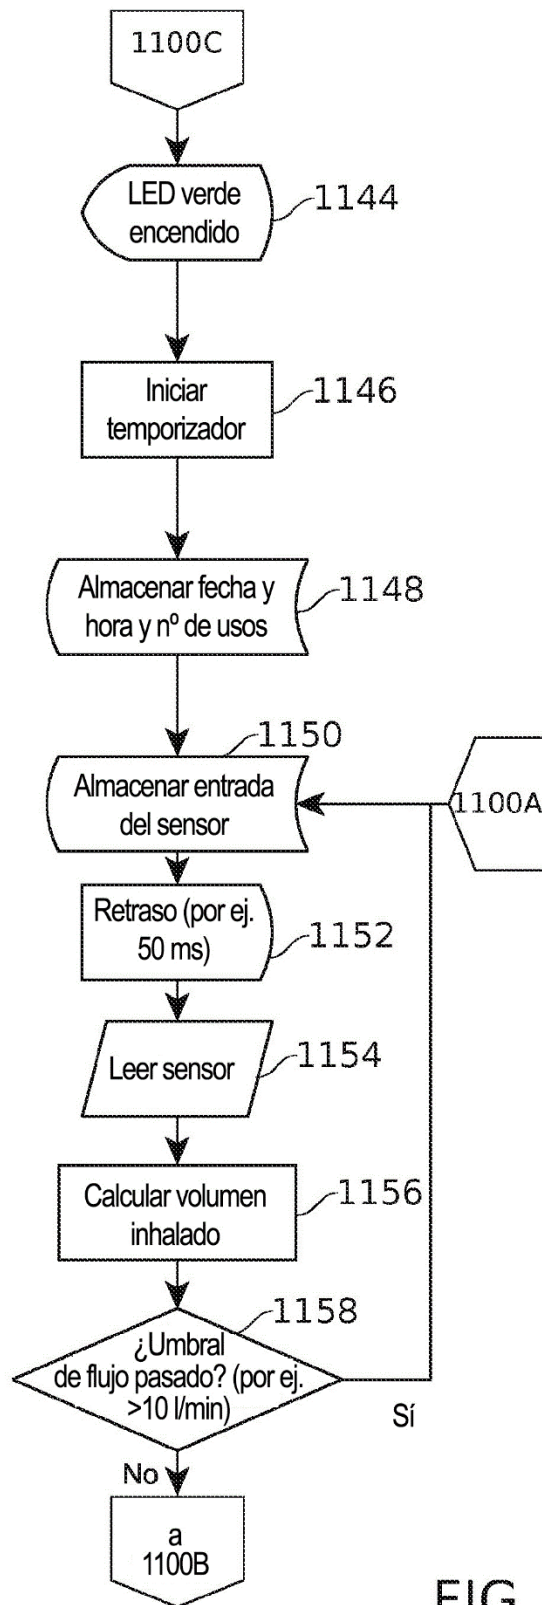 1100C
LED verde
encendido
1144
Iniciar
temporizador
1146
Almacenar fecha y
hora y nº de usos
1148
1150
Almacenar entrada
del sensor
1100A
Retraso (por ej.
50 ms)
1152
Leer sensor
1154
Calcular volumen
inhalado
1156
1158
¿Umbral
de flujo pasado? (por ej.
>10 l/min)
Sí
No
a
1100B
FIG